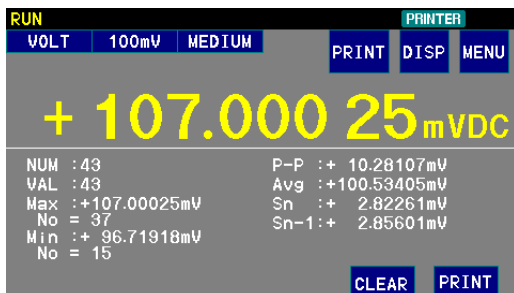 RUN PRINTER
VOLT 100mV MEDIUM PRINT DISP MENU
+ 107.000 25 mVDC
NUM :43
VAL :43
Max :+107.00025mV
No = 37
Min :+ 96.71918mV
No = 15
P-P :+ 10.28107mV
Avg :+100.53405mV
Sn :+ 2.82261mV
Sn-1:+ 2.85601mV
CLEAR PRINT